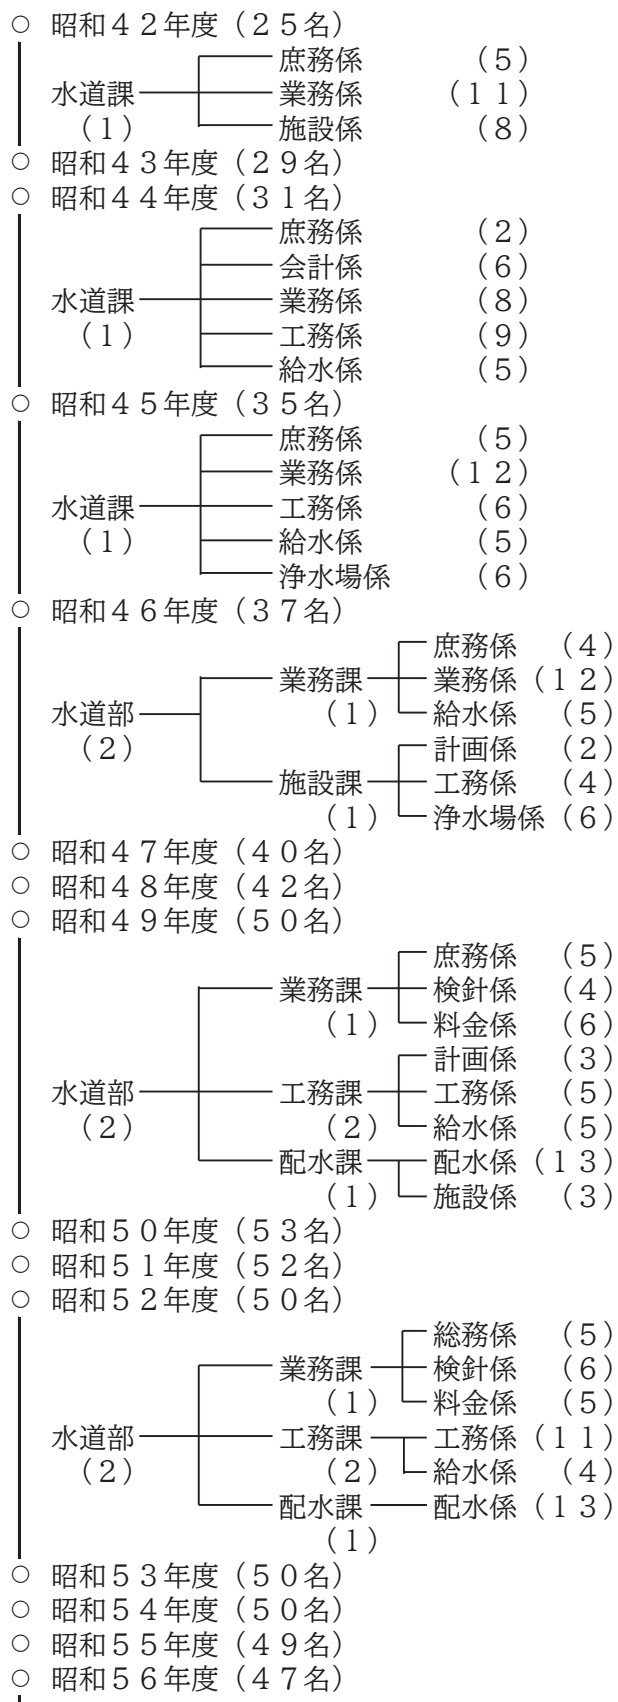 ○ 昭和４２年度（２５名）
庶務係 （５）
水道課 業務係 （１１）
（１） 施設係 （８）
○ 昭和４３年度（２９名）
○ 昭和４４年度（３１名）
庶務係 （２）
会計係 （６）
水道課 業務係 （８）
（１） 工務係 （９）
給水係 （５）
○ 昭和４５年度（３５名）
庶務係 （５）
業務係 （１２）
水道課 工務係 （６）
（１） 給水係 （５）
浄水場係 （６）
○ 昭和４６年度（３７名）
庶務係 （４）
業務課 業務係（１２）
水道部 （１） 給水係 （５）
（２） 計画係 （２）
施設課 工務係 （４）
（１） 浄水場係（６）
○ 昭和４７年度（４０名）
○ 昭和４８年度（４２名）
○ 昭和４９年度（５０名）
庶務係 （５）
業務課 検針係 （４）
（１） 料金係 （６）
計画係 （３）
水道部 工務課 工務係 （５）
（２） （２） 給水係 （５）
配水課 配水係（１３）
（１） 施設係 （３）
○ 昭和５０年度（５３名）
○ 昭和５１年度（５２名）
○ 昭和５２年度（５０名）
総務係 （５）
業務課 検針係 （６）
（１） 料金係 （５）
水道部 工務課 工務係（１１）
（２） （２） 給水係 （４）
配水課 配水係（１３）
（１）
○ 昭和５３年度（５０名）
○ 昭和５４年度（５０名）
○ 昭和５５年度（４９名）
○ 昭和５６年度（４７名）